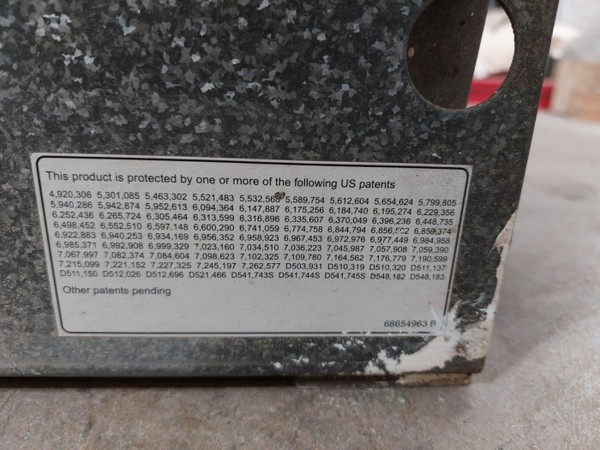 This product is protected by one or more of the following US patents
4,920,306 5,301,085 5,463,302 5,521,483 5,532,568 5,589,754 5,612,604 5,654,624 5,799,805
5,940,286 5,942,874 5,952,613 6,094,364 6,147,887 6,175,256 6,184,740 6,195,274 6,229,356
6,252,436 6,265,724 6,305,464 6,313,599 6,316,896 6,335,607 6,370,049 6,396,236 6,448,735
6,498,452 6,552,510 6,597,148 6,600,290 6,741,059 6,774,758 6,844,794 6,859,374
6,922,883 6,940,253 6,934,169 6,956,352 6,958,923 6,967,453 6,972,976 6,977,449 6,984,958
6,985,371 6,992,908 6,999,329 7,023,160 7,034,510 7,036,223 7,045,987 7,057,908 7,059,390
7,067,997 7,082,374 7,084,604 7,098,623 7,102,325 7,109,780 7,164,562 7,176,779 7,190,599
7,215,099 7,221,152 7,227,325 7,245,197 7,262,577 D503,931 D510,319 D510,320 D511,137
D511,150 D512,026 D512,696 D521,466 D541,743S D541,744S D541,745S D548,182 D548,183
Other patents pending
68654963 B